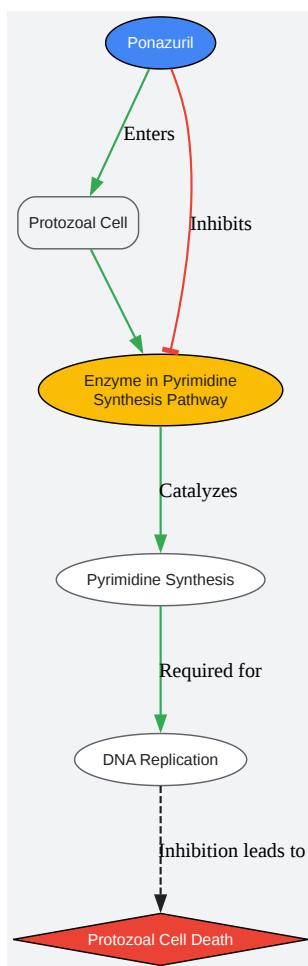 Ponazuril
Enters
Protozoal Cell
Inhibits
Enzyme in Pyrimidine
Synthesis Pathway
Catalyzes
Pyrimidine Synthesis
Required for
DNA Replication
Inhibition leads to
Protozoal Cell Death